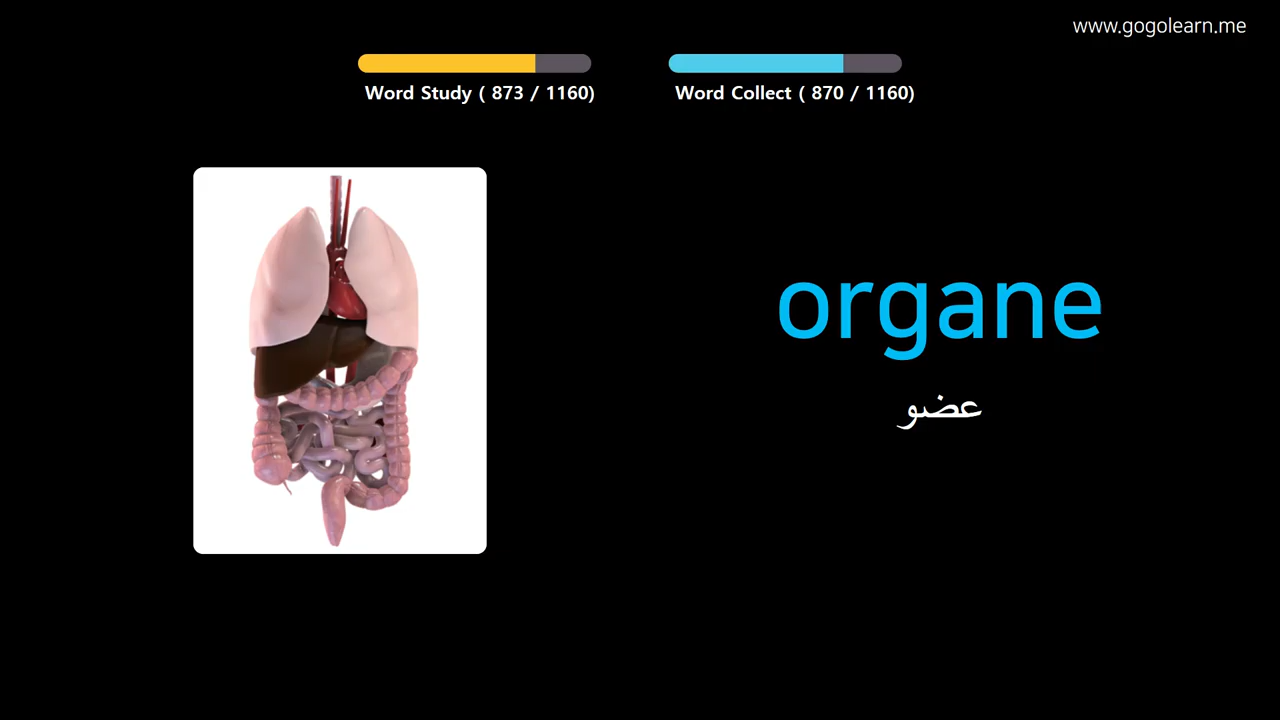 www.gogolearn.me
Word Study ( 873 / 1160)
Word Collect ( 870 / 1160)
organe
عضو